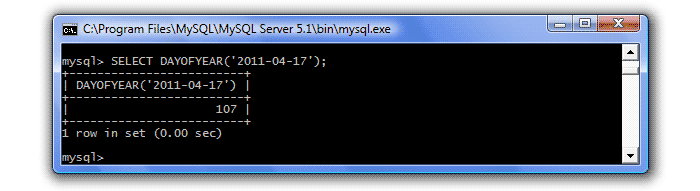 C:\Program Files\MySQL\MySQL Server 5.1\bin\mysql.exe
mysql> SELECT DAYOFYEAR('2011-04-17');
+-------------------------+
| DAYOFYEAR('2011-04-17') |
+-------------------------+
|                     107 |
+-------------------------+
1 row in set (0.00 sec)
mysql>